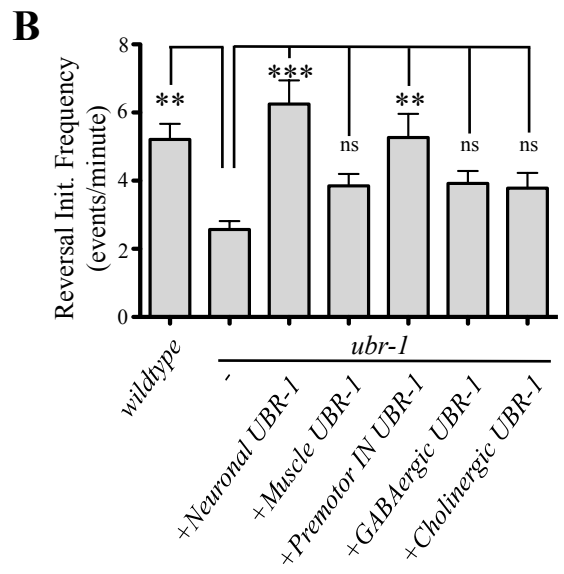 B
Reversal Init. Frequency
(events/minute)
8
6
4
2
0
**
***
ns
**
ns
ns
wildtype
-
ubr-1
+Neuronal UBR-1
+Muscle UBR-1
+Premotor IN UBR-1
+GABAergic UBR-1
+Cholinergic UBR-1